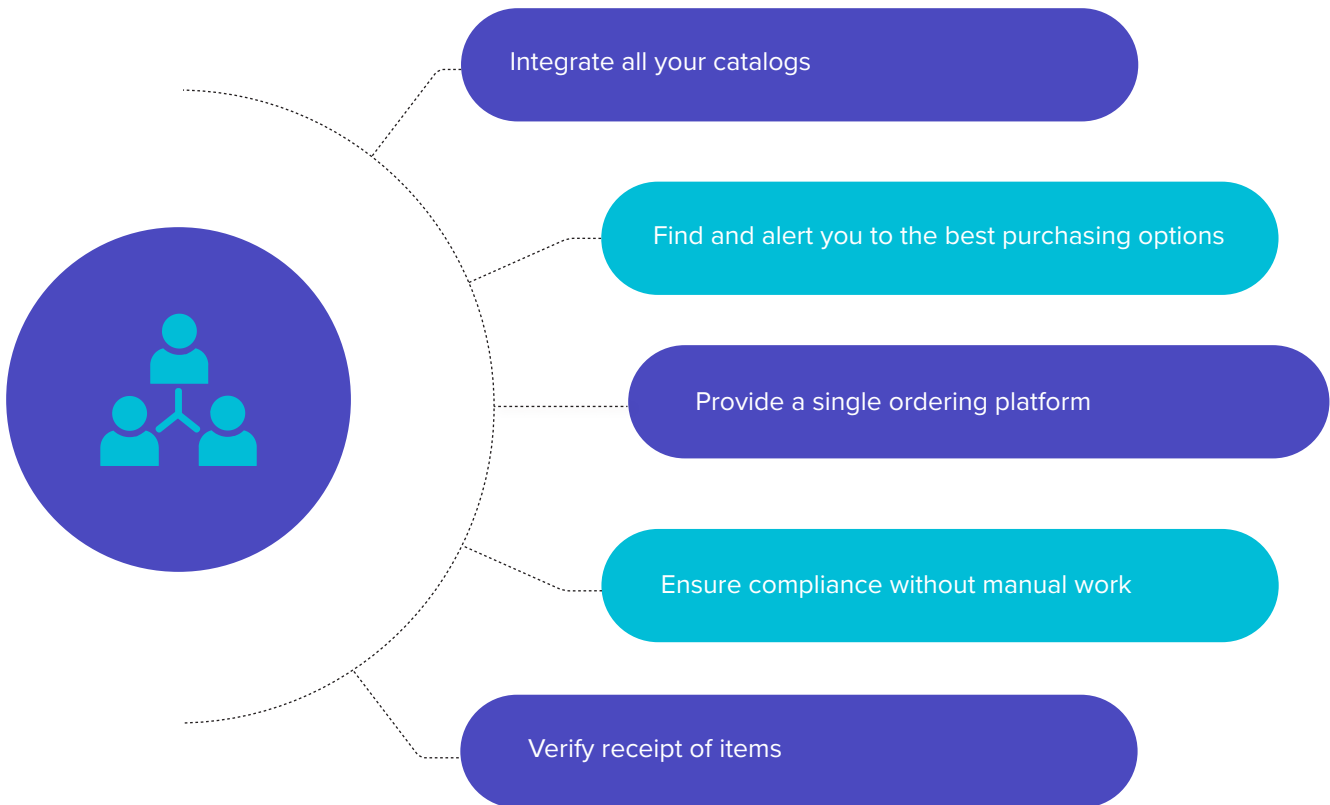 Integrate all your catalogs
Find and alert you to the best purchasing options
Provide a single ordering platform
Ensure compliance without manual work
Verify receipt of items